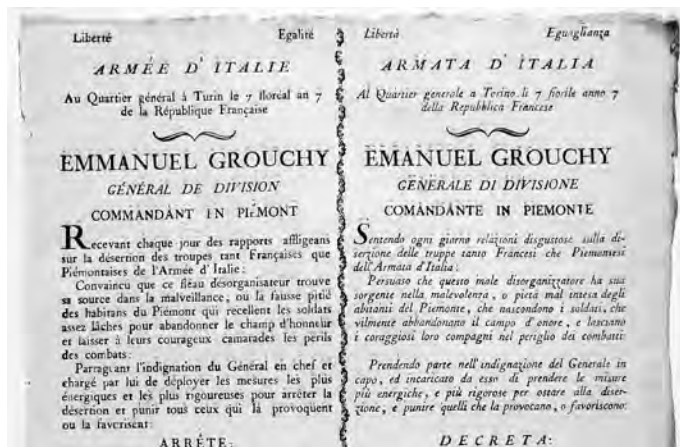 Liberté Egalité
ARMÉE D' ITALIE
Au Quartier général à Turin le 7 floréal an 7
de la République Française
EMMANUEL GROUCHY
GÉNÉRAL DE DIVISION
COMMANDANT IN PIÉMONT
Recevant chaque jour des rapports affligeans
sur la désertion des troupes tant Françaises que
Piémontaises de l'Armée d'Italie:
Convaincu que ce fléau désorganisateur trouve
sa source dans la malveillance, ou la fausse pitié
des habitans du Piémont qui recellent les soldats
assez lâches pour abandonner le champ d'honneur
et laisser à leurs courageux camarades les périls
des combats:
Parragiant l'indignation du Général en chef et
chargé par lui de déployer les mesures les plus
énergiques et les plus rigoureuses pour arrêter la
désertion et punir tous ceux qui la provoquent
ou la favorisent:
ARRÊTE:
Libertà Eguaglianza
ARMATA D' ITALIA
Al Quartier generale a Torino li 7 fiorile anno 7
della Repubblica Francese
EMANUEL GROUCHY
GENERALE DI DIVISIONE
COMANDANTE IN PIEMONTE
Sentendo ogni giorno relazioni disgustose sulla di-
serzione delle truppe tanto Francesi che Piemontesi
dell'Armata d'Italia:
Persuaso che questo male disorganizzatore ha sua
sorgente nella malevolenza, o pietà mal intesa degli
abitanti del Piemonte, che nascondono i soldati, che
vilmente abbandonano il campo d'onore, e lasciano
i coraggiosi loro compagni nel periglio dei combatti:
Prendendo parte nell'indignazione del Generale in
capo, ed incaricato da esso di prendere le misure
più energiche, e più rigorose per ostare alla diser-
zione, e punire quelli che la provocano, o favoriscono:
DECRETA: